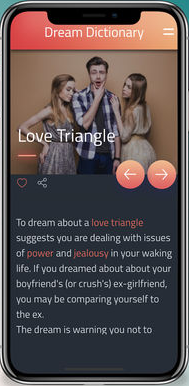 Dream Dictionary
Love Triangle
To dream about a love triangle
suggests you are dealing with issues
of power and jealousy in your waking
life. If you dreamed about about your
boyfriend's (or crush's) ex-girlfriend,
you may be comparing yourself to
the ex.
The dream is warning you not to